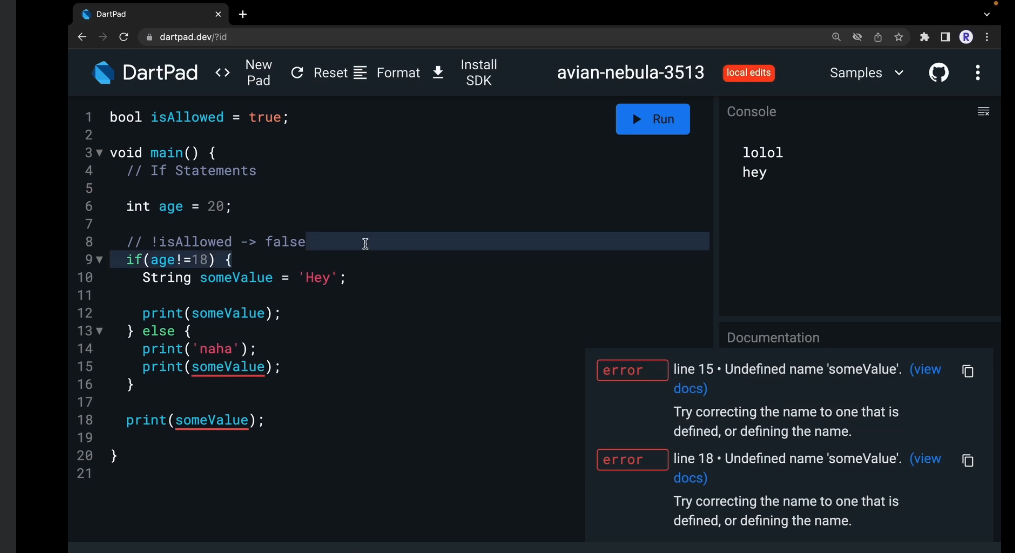 DartPad
dartpad.dev/?id
R
DartPad
<> New Pad
Reset
Format
Install SDK
avian-nebula-3513
local edits
Samples
1 bool isAllowed = true;
2
3 void main() {
4 // If Statements
5
6 int age = 20;
7
8 // !isAllowed -> false
9 if(age!=18) {
10 String someValue = 'Hey';
11
12 print(someValue);
13 } else {
14 print('naha');
15 print(someValue);
16 }
17
18 print(someValue);
19
20 }
21
Run
Console
lolol
hey
Documentation
error line 15 • Undefined name 'someValue'. (view
docs)
Try correcting the name to one that is
defined, or defining the name.
error line 18 • Undefined name 'someValue'. (view
docs)
Try correcting the name to one that is
defined, or defining the name.